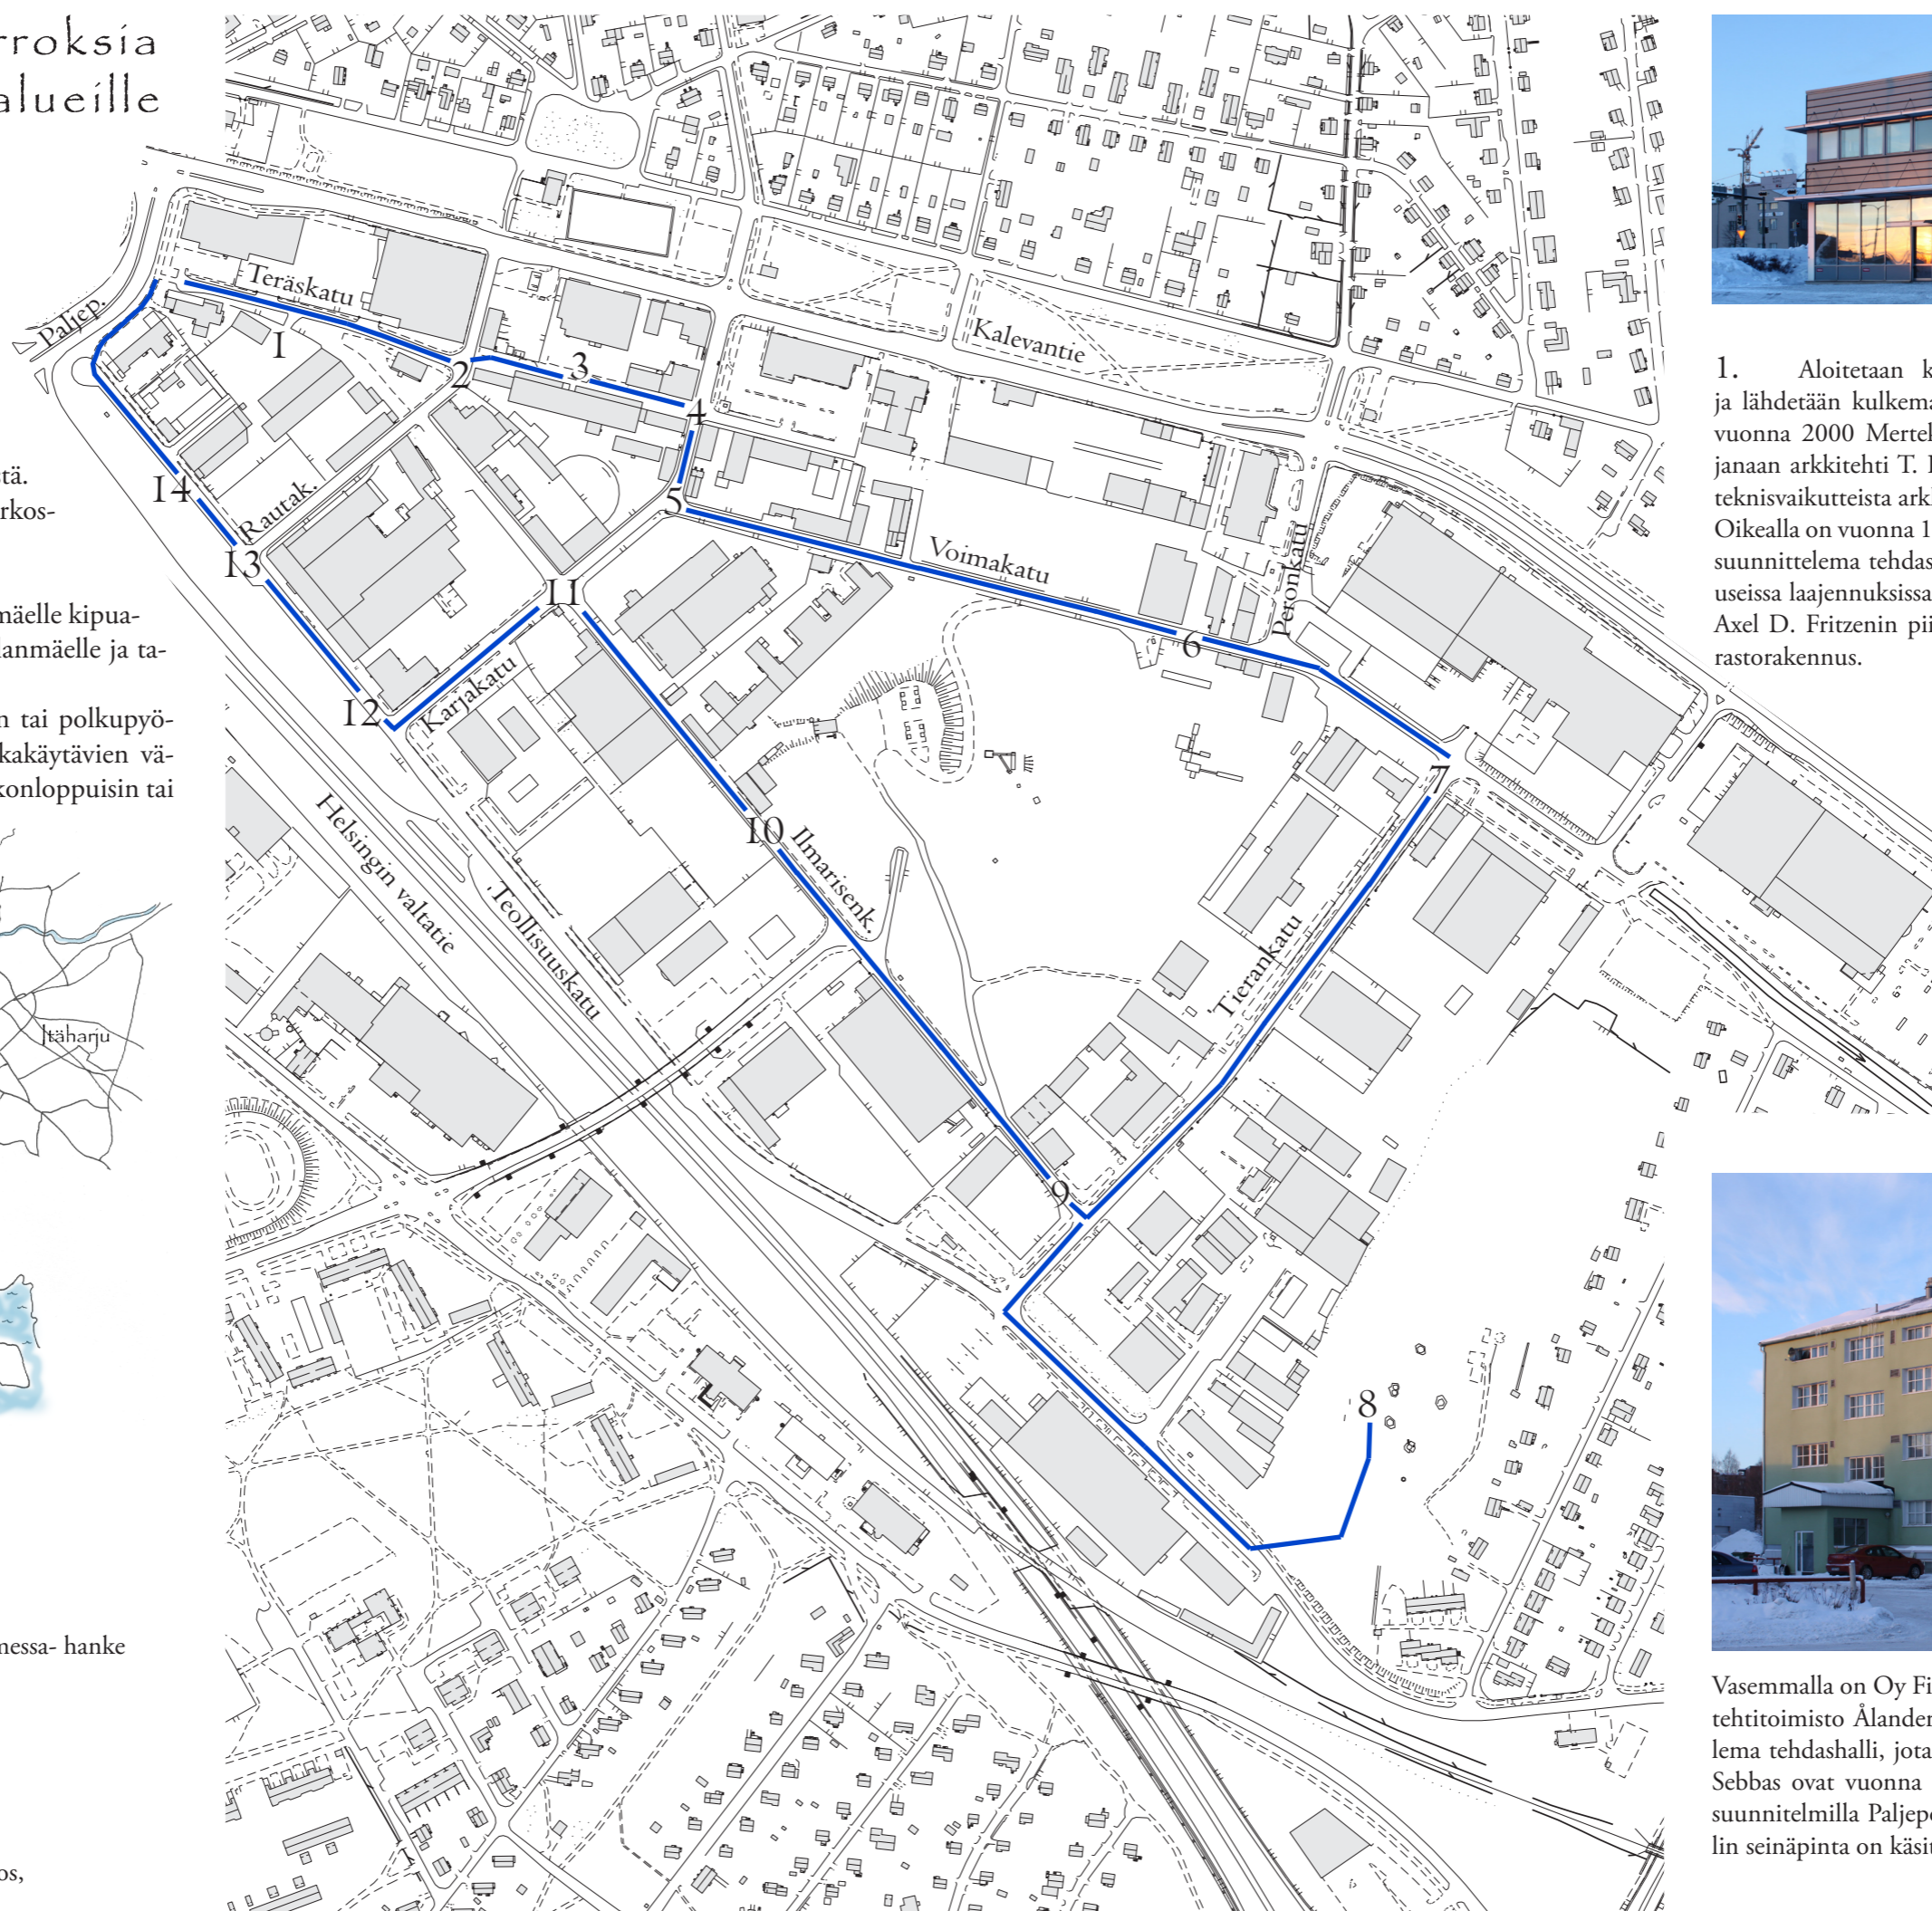 rroksia
alueille
stä.
rkos-
mäelle kipua-
lanmäelle ja ta-
n tai polkupyö-
kakäytävien vä-
konloppuisin tai
Itäharju
nessa- hanke
os,
Paljep.
Teräskatu
1
2
3
4
5
Kalevantie
Voimakatu
Peronkatu
6
7
Rautak.
14
13
11
12
Karjakatu
10
Ilmarisenk.
Helsingin valtatie
Teollisuuskatu
Tierankatu
9
8
1. Aloitetaan k
ja lähdetään kulkema
vuonna 2000 Mertel
janaan arkkitehti T. 
teknisvaikutteista ark
Oikealla on vuonna 1
suunnittelema tehdas
useissa laajennuksissa
Axel D. Fritzenin pii
rastorakennus.
Vasemmalla on Oy Fi
tehtitoimisto Ålander
lema tehdashalli, jota
Sebbas ovat vuonna
suunnitelmilla Paljepo
lin seinäpinta on käsit